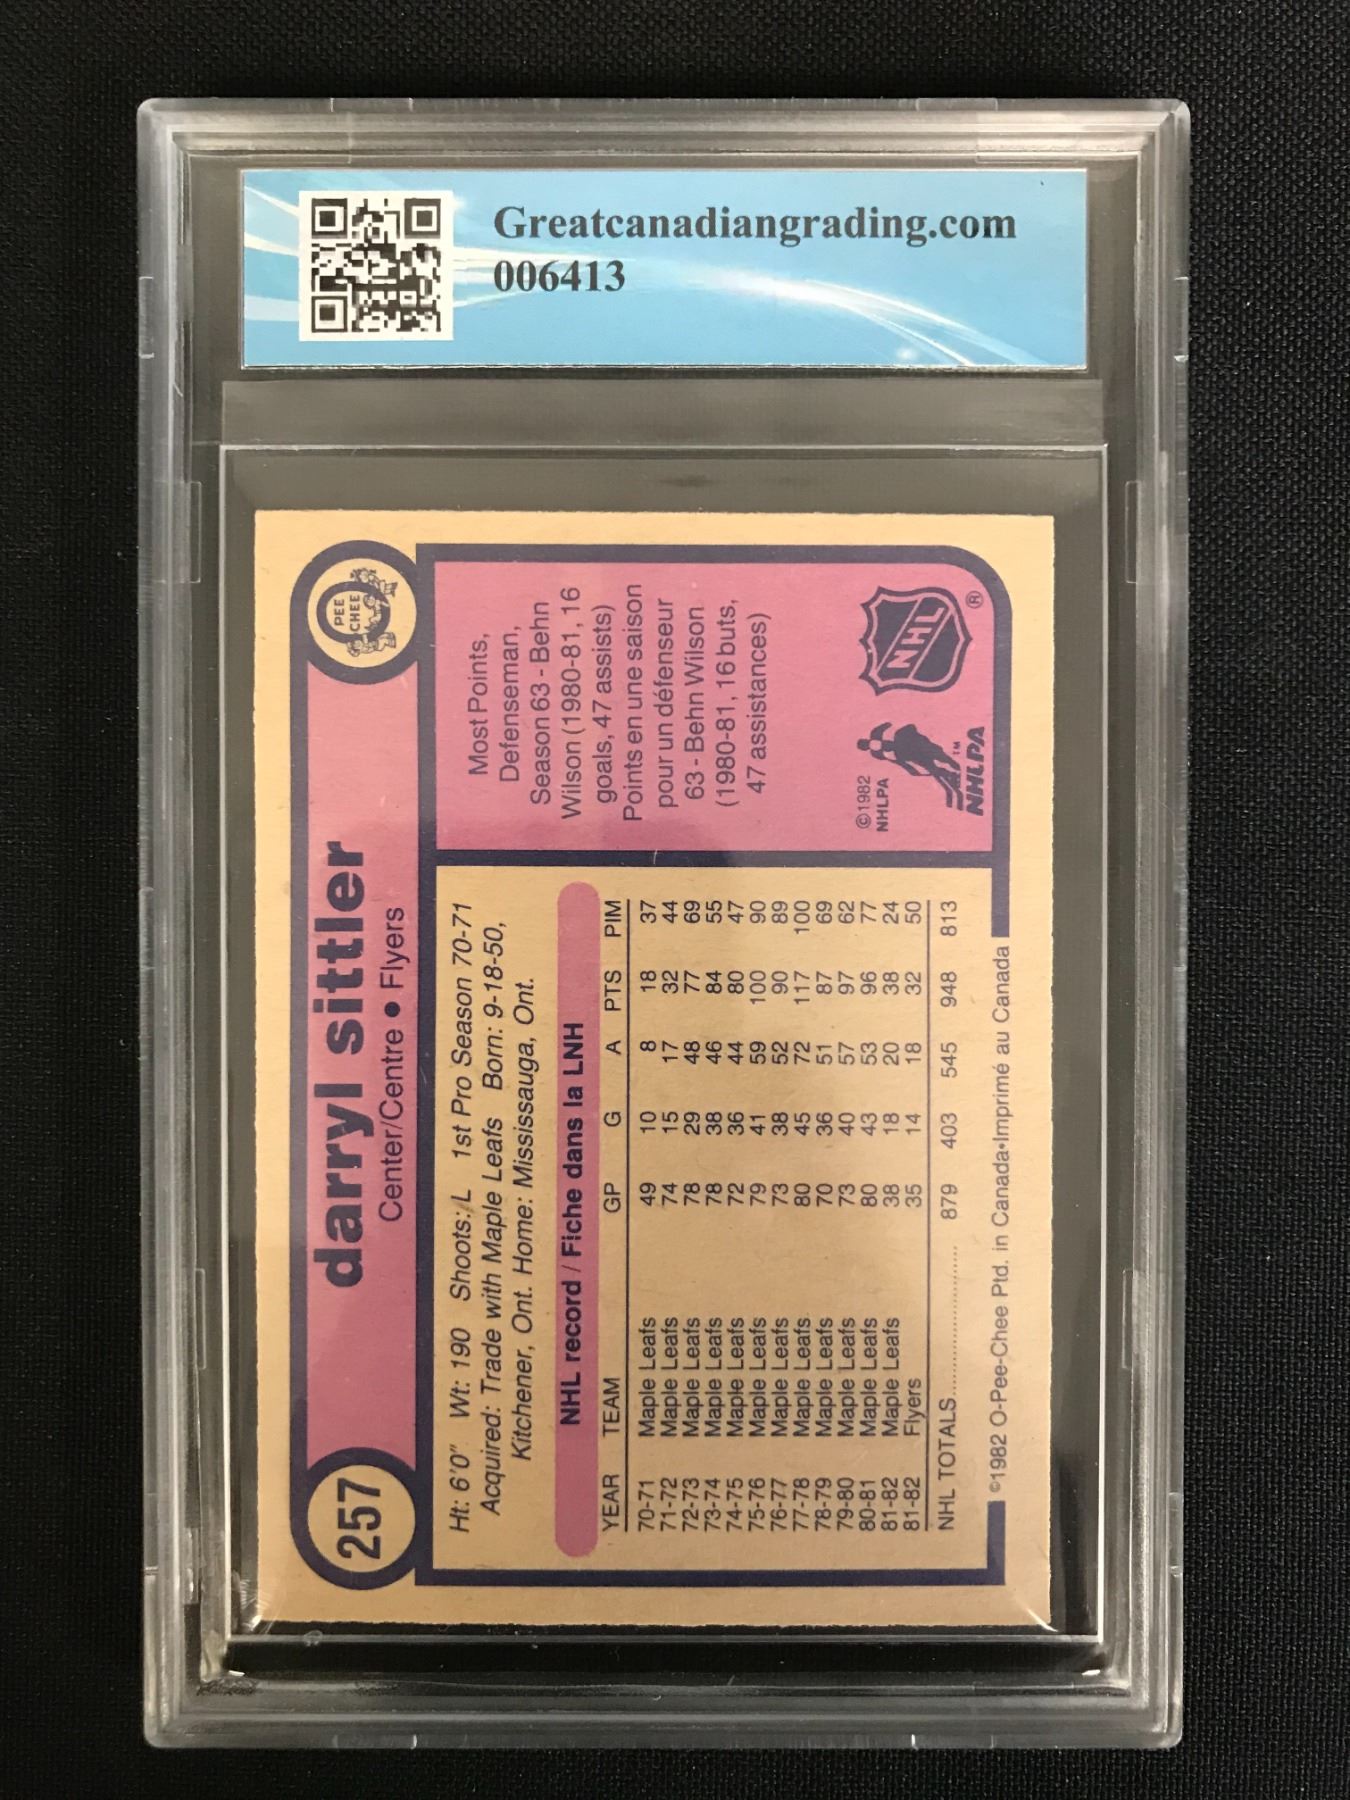 Greatcanadiangrading.com
006413
257
darryl sittler
Center/Centre • Flyers
O PEE CHEE
Ht: 6'0" Wt: 190 Shoots: L 1st Pro Season 70-71
Acquired: Trade with Maple Leafs Born: 9-18-50,
Kitchener, Ont. Home: Mississauga, Ont.
NHL record / Fiche dans la LNH
YEAR TEAM GP G A PTS PIM
70-71 Maple Leafs 49 10 8 18 37
71-72 Maple Leafs 74 15 17 32 44
72-73 Maple Leafs 78 29 48 77 69
73-74 Maple Leafs 78 38 46 84 55
74-75 Maple Leafs 72 36 44 80 47
75-76 Maple Leafs 79 41 59 100 90
76-77 Maple Leafs 73 38 52 90 89
77-78 Maple Leafs 80 45 72 117 100
78-79 Maple Leafs 70 36 51 87 69
79-80 Maple Leafs 73 40 57 97 62
80-81 Maple Leafs 80 43 53 96 77
81-82 Maple Leafs 38 18 20 38 24
81-82 Flyers 35 14 18 32 50
NHL TOTALS.................... 879 403 545 948 813
©1982 O-Pee-Chee Ptd. in Canada•Imprimé au Canada
Most Points,
Defenseman,
Season 63 - Behn
Wilson (1980-81, 16
goals, 47 assists)
Points en une saison
pour un défenseur
63 - Behn Wilson
(1980-81, 16 buts,
47 assistances)
©1982
NHLPA
NHLPA™
NHL®